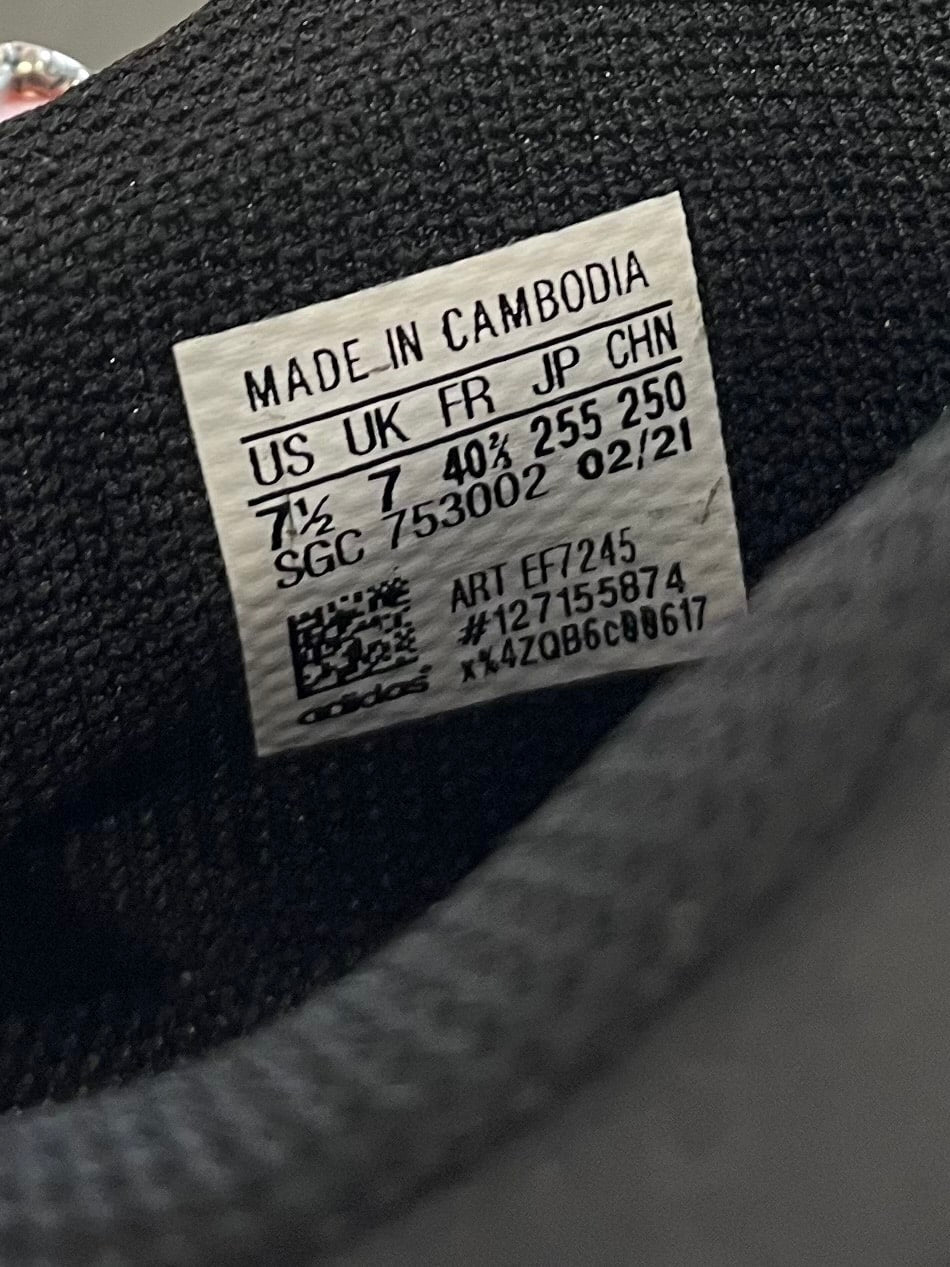 MADE IN CAMBODIA
US UK FR JP CHN
7½ 7 40⅔ 255 250
SGC 753002 02/21
ART EF7245
#127155874
x%4ZQB6c00617
adidas